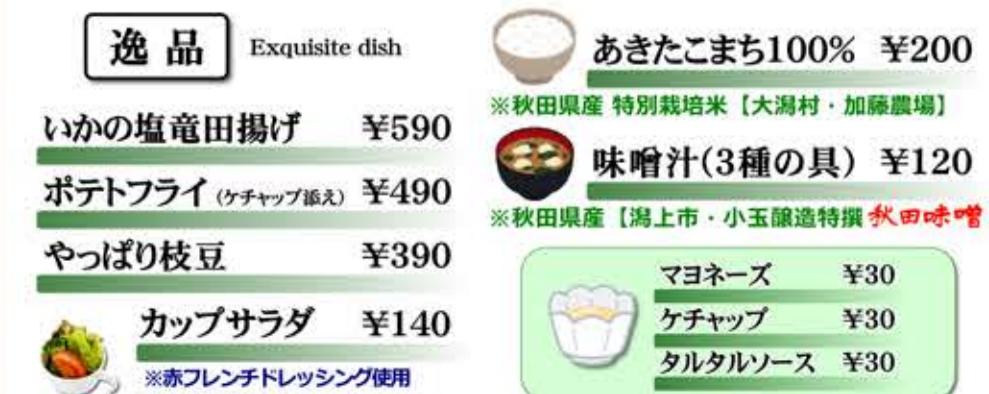 逸品 Exquisite dish
いかの塩竜田揚げ ¥590
ポテトフライ (ケチャップ添え) ¥490
やっぱり枝豆 ¥390
カップサラダ ¥140
※赤フレンチドレッシング使用
あきたこまち100% ¥200
※秋田県産 特別栽培米【大潟村・加藤農場】
味噌汁(3種の具) ¥120
※秋田県産【潟上市・小玉醸造特撰 秋田味噌
マヨネーズ ¥30
ケチャップ ¥30
タルタルソース ¥30